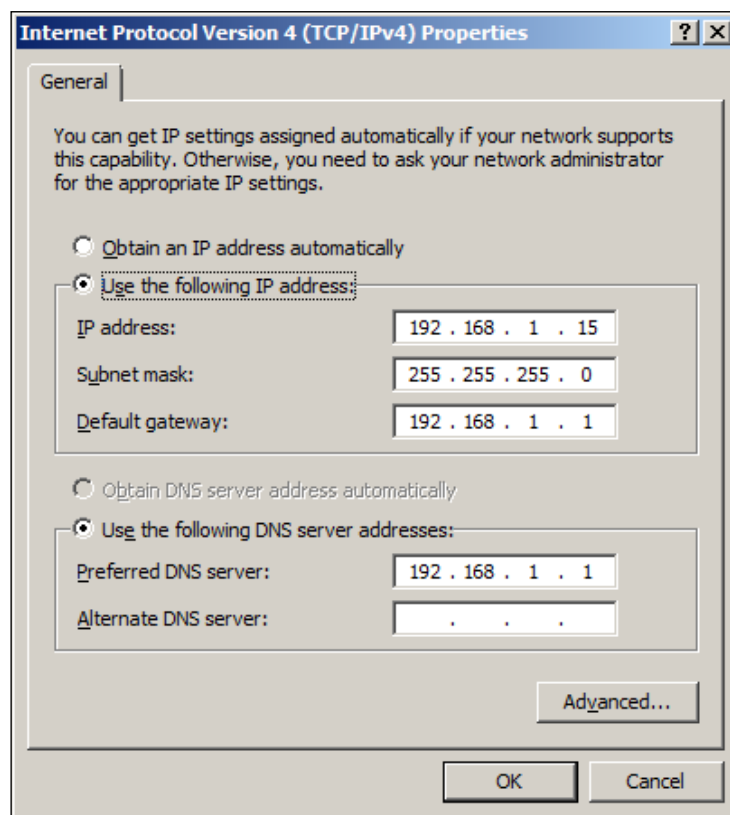 Internet Protocol Version 4 (TCP/IPv4) Properties
? X
General
You can get IP settings assigned automatically if your network supports
this capability. Otherwise, you need to ask your network administrator
for the appropriate IP settings.
Obtain an IP address automatically
Use the following IP address:
IP address: 192 . 168 . 1 . 15
Subnet mask: 255 . 255 . 255 . 0
Default gateway: 192 . 168 . 1 . 1
Obtain DNS server address automatically
Use the following DNS server addresses:
Preferred DNS server: 192 . 168 . 1 . 1
Alternate DNS server: . . .
Advanced...
OK Cancel